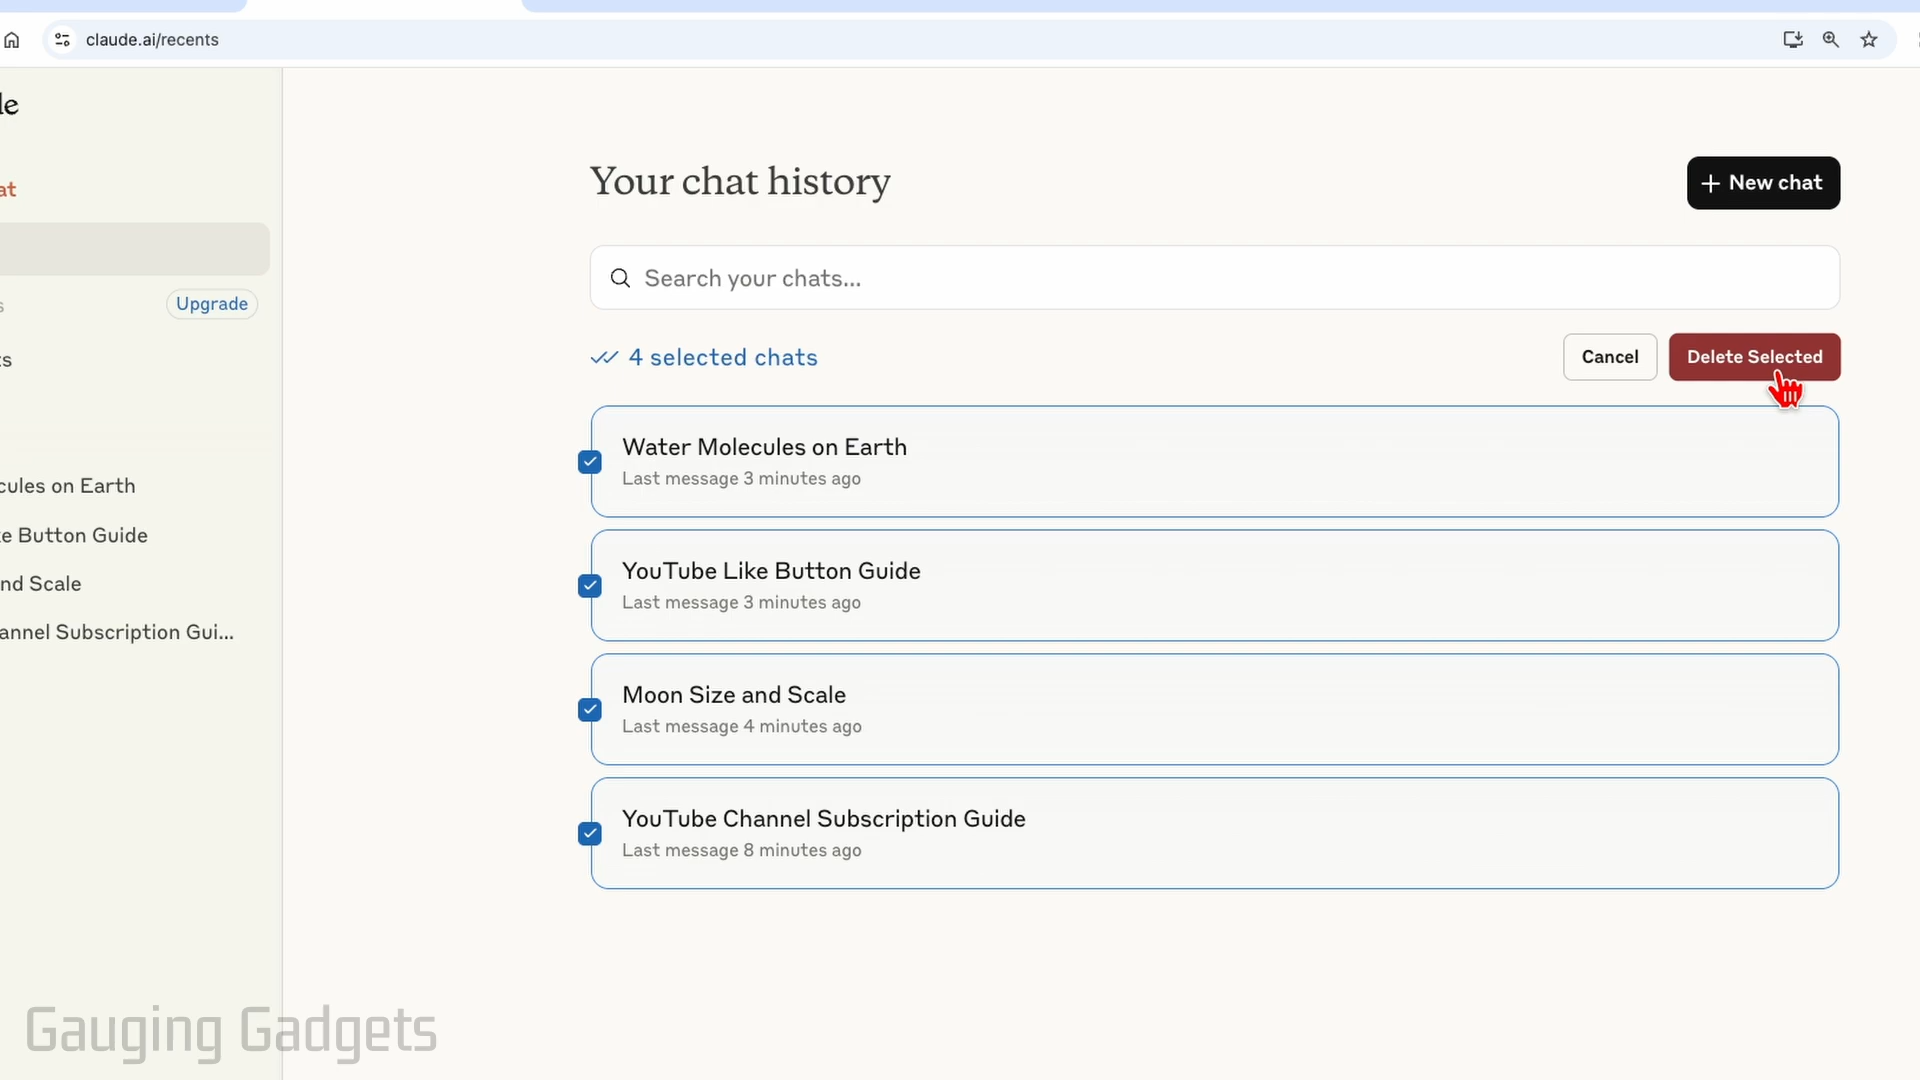 claude.ai/recents
le
at
s
Upgrade
ts
cules on Earth
ke Button Guide
nd Scale
annel Subscription Gui...
Your chat history
+ New chat
Search your chats...
4 selected chats
Cancel
Delete Selected
Water Molecules on Earth
Last message 3 minutes ago
YouTube Like Button Guide
Last message 3 minutes ago
Moon Size and Scale
Last message 4 minutes ago
YouTube Channel Subscription Guide
Last message 8 minutes ago
Gauging Gadgets